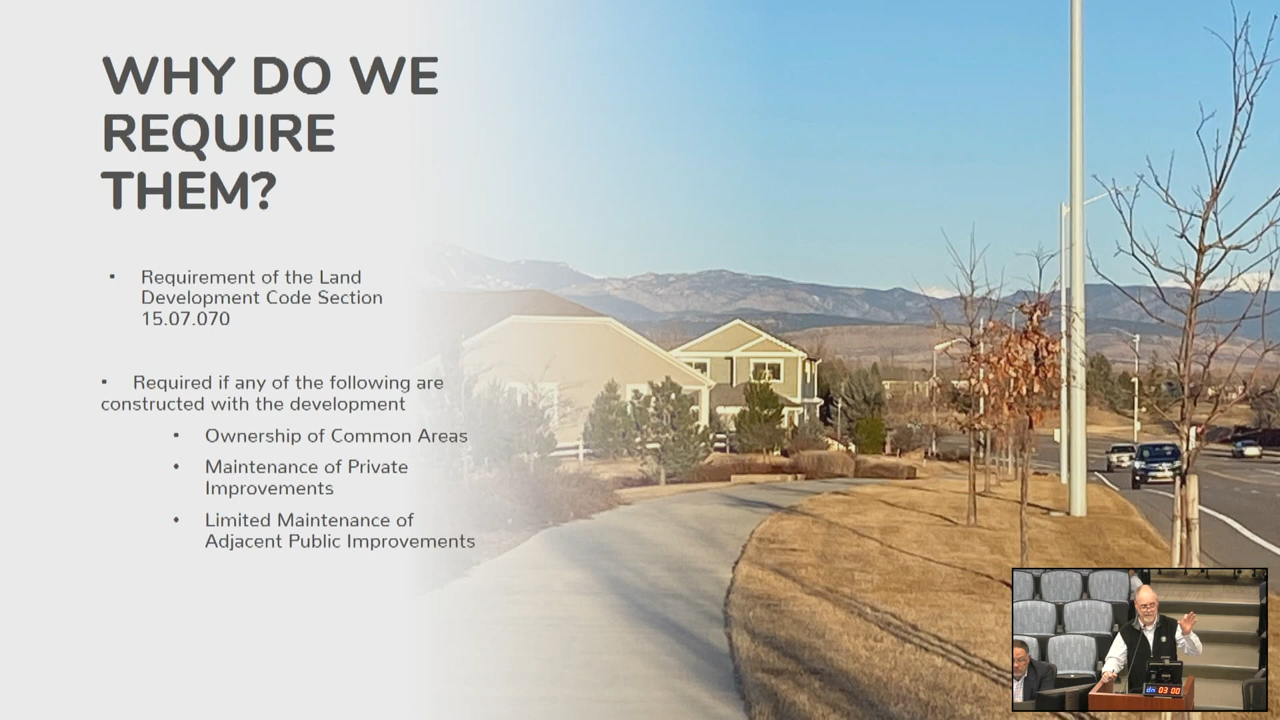 WHY DO WE
REQUIRE
THEM?
• Requirement of the Land
Development Code Section
15.07.070
• Required if any of the following are
constructed with the development
• Ownership of Common Areas
• Maintenance of Private
Improvements
• Limited Maintenance of
Adjacent Public Improvements
03 00